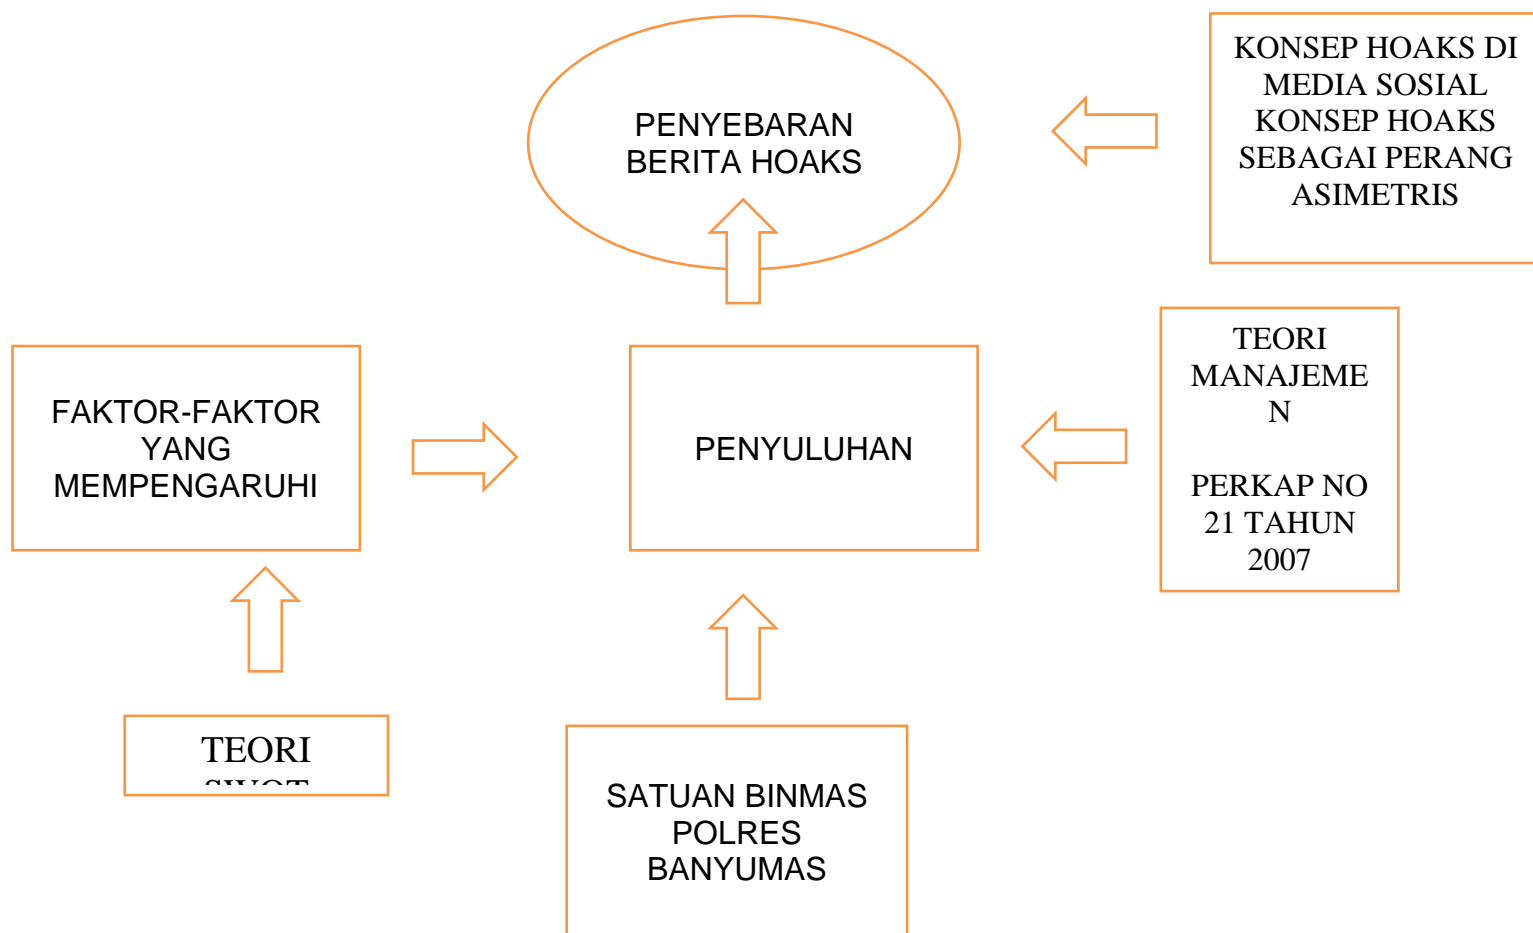 PENYEBARAN
BERITA HOAKS
KONSEP HOAKS DI
MEDIA SOSIAL
KONSEP HOAKS
SEBAGAI PERANG
ASIMETRIS
FAKTOR-FAKTOR
YANG
MEMPENGARUHI
PENYULUHAN
TEORI
MANAJEME
N
PERKAP NO
21 TAHUN
2007
TEORI
SATUAN BINMAS
POLRES
BANYUMAS